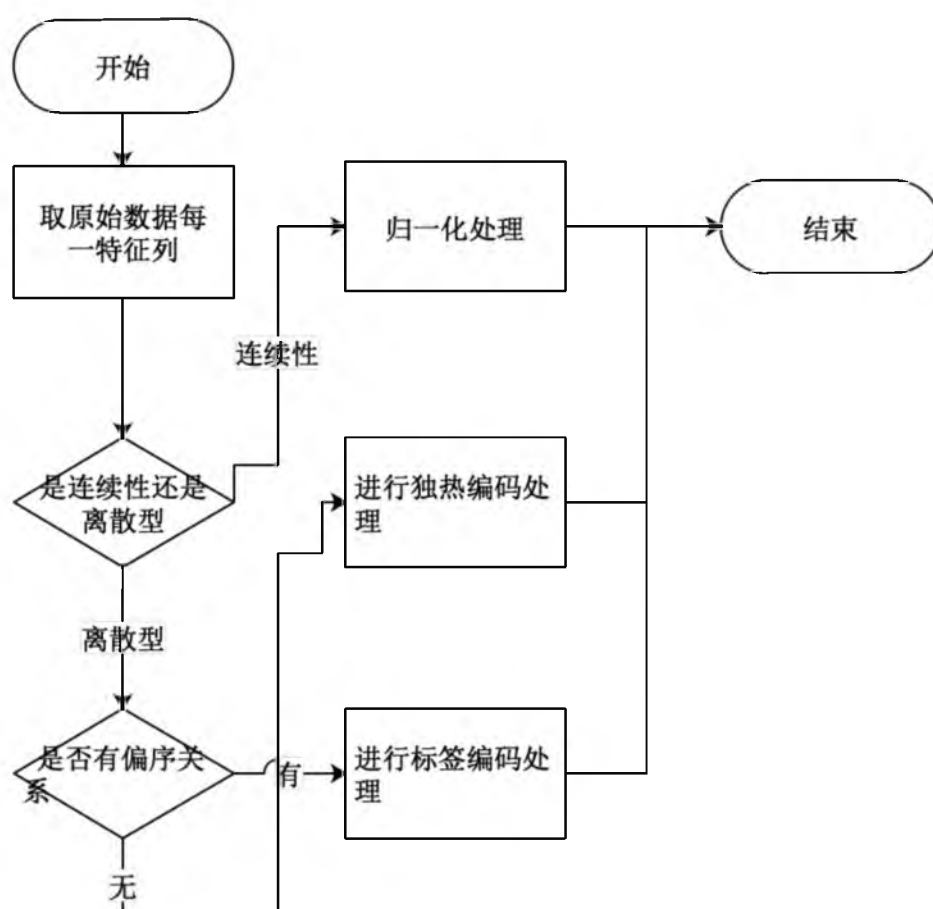 开始
取原始数据每
一特征列
归一化处理
结束
连续性
是连续性还是
离散型
进行独热编码处
理
离散型
是否有偏序关
系
有
进行标签编码处
理
无